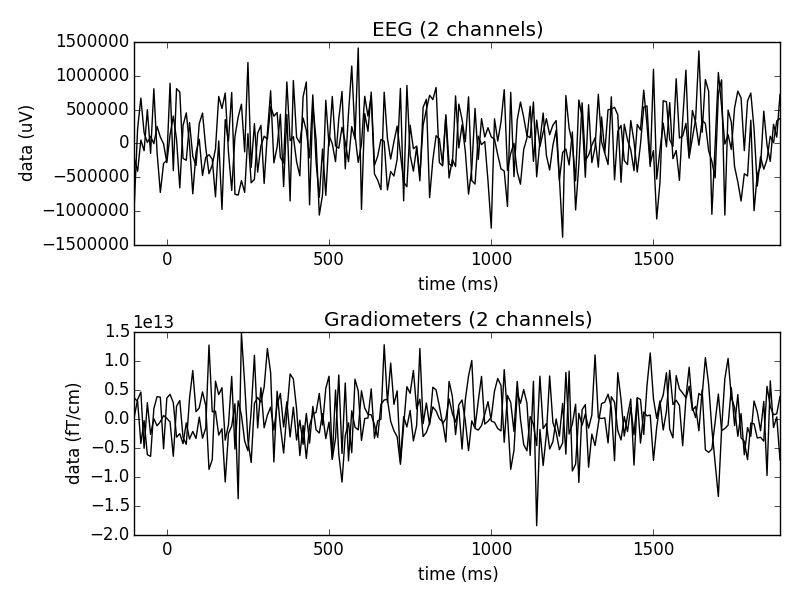 EEG (2 channels)
1500000
1000000
500000
0
−500000
−1000000
−1500000
data (uV)
0 500 1000 1500
time (ms)
1e13 Gradiometers (2 channels)
1.5
1.0
0.5
0.0
−0.5
−1.0
−1.5
−2.0
data (fT/cm)
0 500 1000 1500
time (ms)